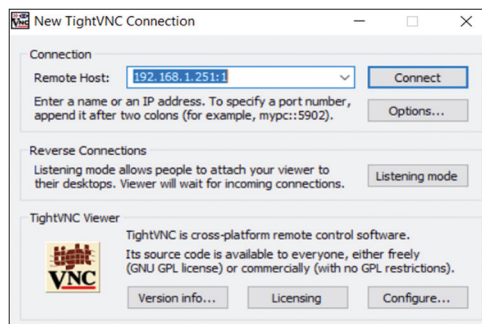 New TightVNC Connection
Connection
Remote Host: 192.168.1.251:1 Connect
Enter a name or an IP address. To specify a port number,
append it after two colons (for example, mypc::5902). Options...
Reverse Connections
Listening mode allows people to attach your viewer to
their desktops. Viewer will wait for incoming connections. Listening mode
TightVNC Viewer
TightVNC is cross-platform remote control software.
Its source code is available to everyone, either freely
(GNU GPL license) or commercially (with no GPL restrictions).
tight
VNC
Version info... Licensing Configure...